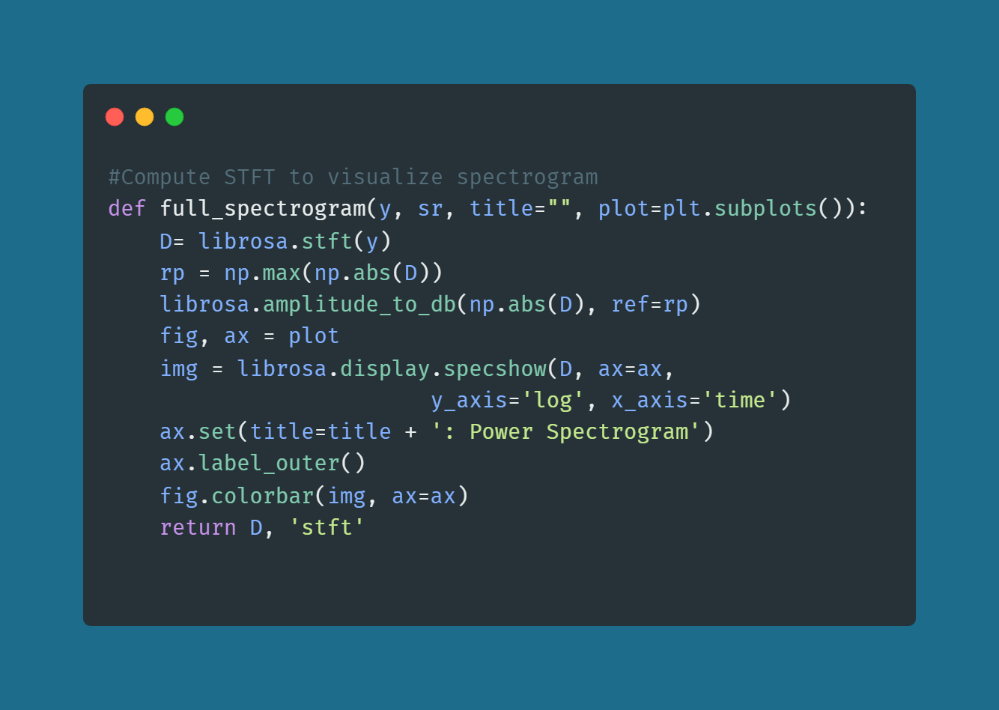 #Compute STFT to visualize spectrogram
def full_spectrogram(y, sr, title="", plot=plt.subplots()):
    D= librosa.stft(y)
    rp = np.max(np.abs(D))
    librosa.amplitude_to_db(np.abs(D), ref=rp)
    fig, ax = plot
    img = librosa.display.specshow(D, ax=ax,
                         y_axis='log', x_axis='time')
    ax.set(title=title + ': Power Spectrogram')
    ax.label_outer()
    fig.colorbar(img, ax=ax)
    return D, 'stft'